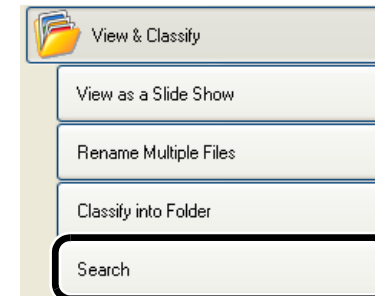 View & Classify
View as a Slide Show
Rename Multiple Files
Classify into Folder
Search